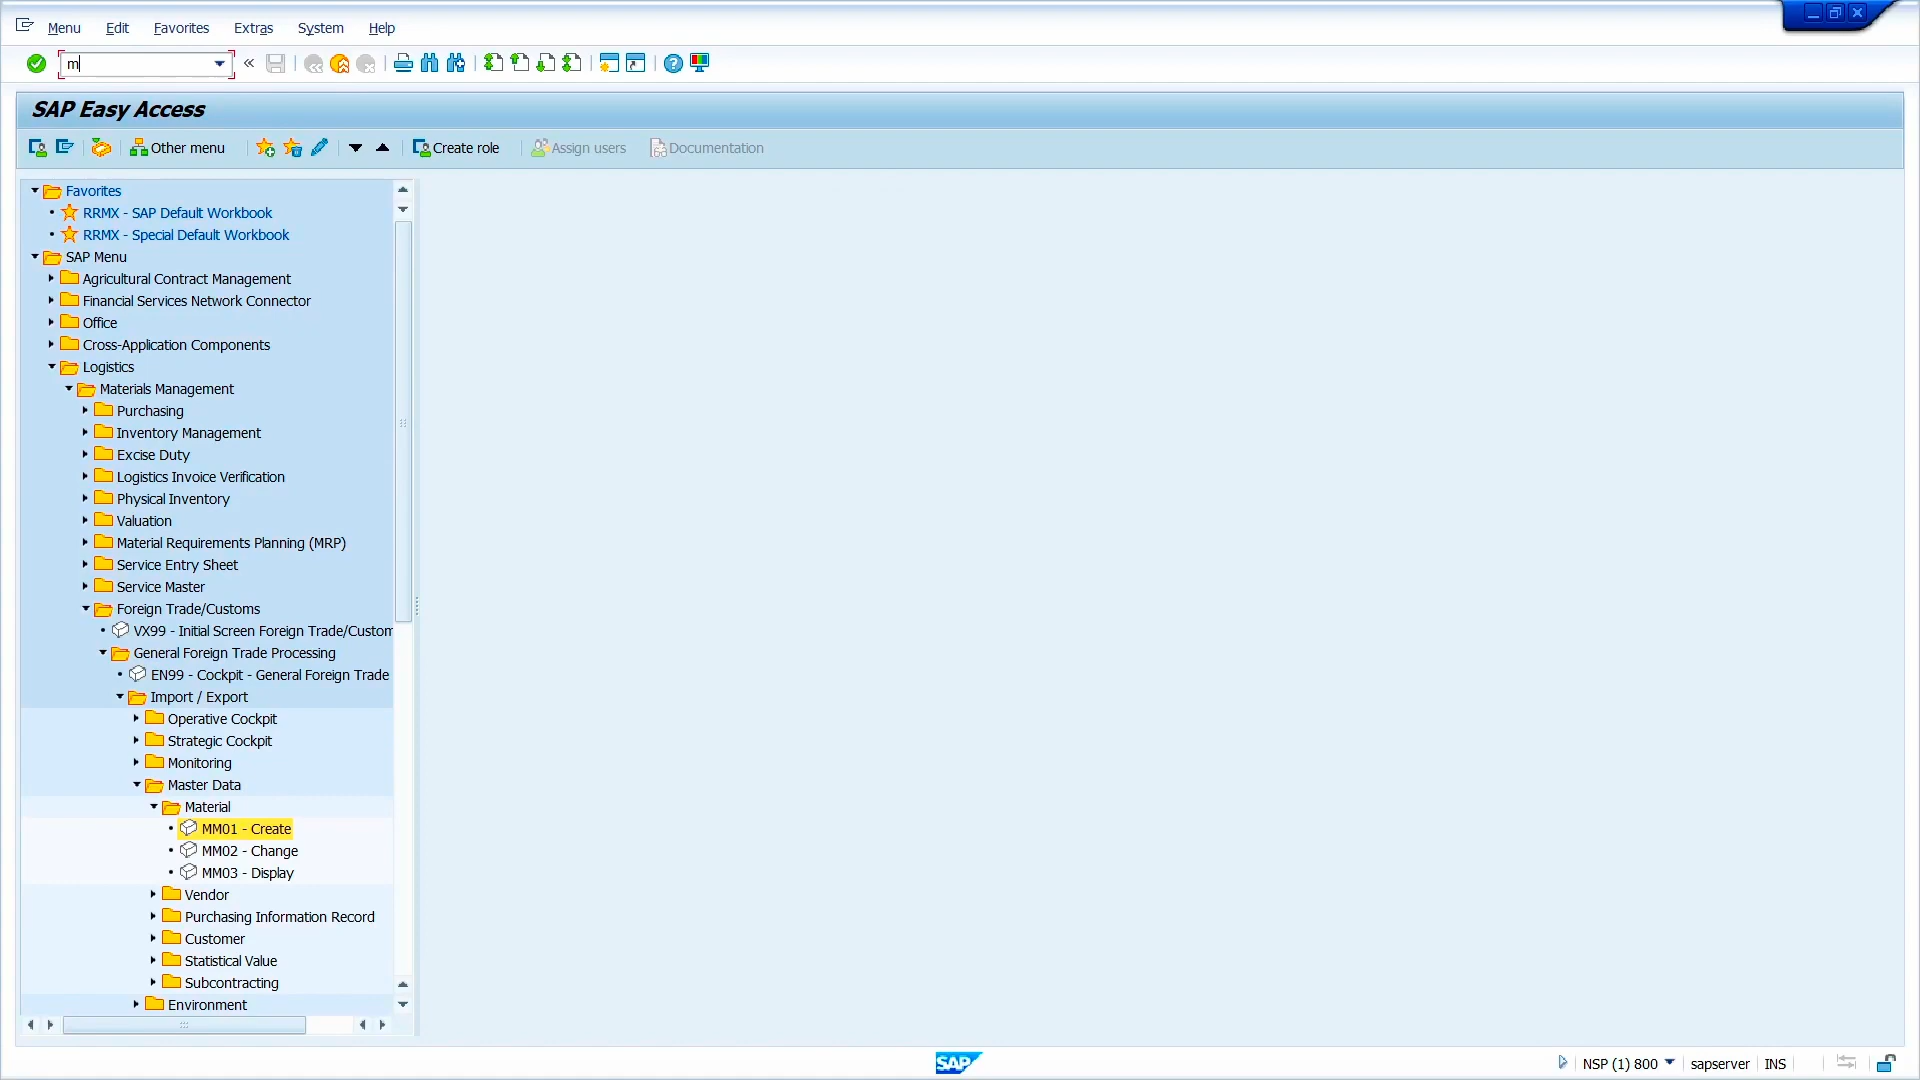 Menu Edit Favorites Extras System Help
m
SAP Easy Access
Other menu Create role Assign users Documentation
Favorites
RRMX - SAP Default Workbook
RRMX - Special Default Workbook
SAP Menu
Agricultural Contract Management
Financial Services Network Connector
Office
Cross-Application Components
Logistics
Materials Management
Purchasing
Inventory Management
Excise Duty
Logistics Invoice Verification
Physical Inventory
Valuation
Material Requirements Planning (MRP)
Service Entry Sheet
Service Master
Foreign Trade/Customs
VX99 - Initial Screen Foreign Trade/Custom
General Foreign Trade Processing
EN99 - Cockpit - General Foreign Trade
Import / Export
Operative Cockpit
Strategic Cockpit
Monitoring
Master Data
Material
MM01 - Create
MM02 - Change
MM03 - Display
Vendor
Purchasing Information Record
Customer
Statistical Value
Subcontracting
Environment
SAP NSP (1) 800 sapserver INS